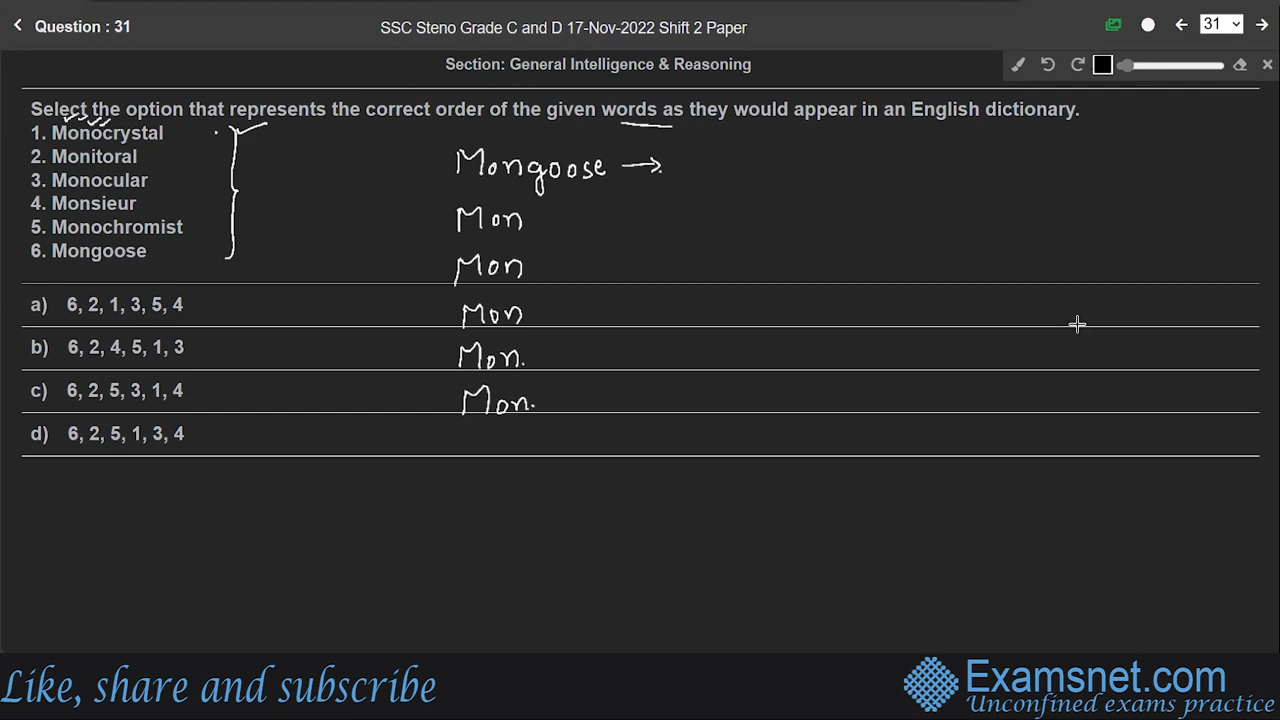 Question : 31
SSC Steno Grade C and D 17-Nov-2022 Shift 2 Paper
31
Section: General Intelligence & Reasoning
Select the option that represents the correct order of the given words as they would appear in an English dictionary.
1. Monocrystal
2. Monitoral
3. Monocular
4. Monsieur
5. Monochromist
6. Mongoose
Mongoose →
Mon
Mon
Mon
Mon.
Mon.
a) 6, 2, 1, 3, 5, 4
b) 6, 2, 4, 5, 1, 3
c) 6, 2, 5, 3, 1, 4
d) 6, 2, 5, 1, 3, 4
Like, share and subscribe
Examsnet.com
Unconfined exams practice